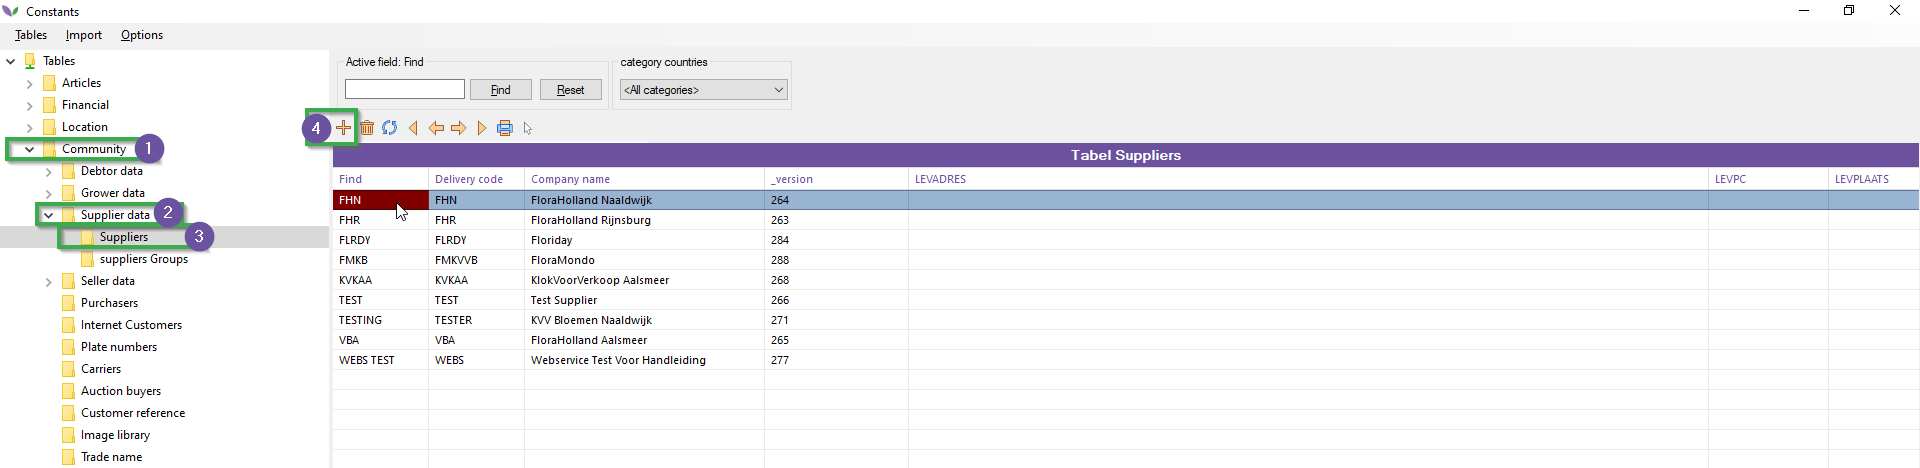 Constants
Tables Import Options
Tables
Articles
Financial
Location
Community 1
Debtor data
Grower data
Supplier data 2
Suppliers 3
suppliers Groups
Seller data
Purchasers
Internet Customers
Plate numbers
Carriers
Auction buyers
Customer reference
Image library
Trade name
Active field: Find
Find Reset
category countries
<All categories>
4
Tabel Suppliers
Find Delivery code Company name _version LEVADRES LEVPC LEVPLAATS
FHN FHN FloraHolland Naaldwijk 264
FHR FHR FloraHolland Rijnsburg 263
FLRDY FLRDY Floriday 284
FMKB FMKVVB FloraMondo 288
KVKAA KVKAA KlokVoorVerkoop Aalsmeer 268
TEST TEST Test Supplier 266
TESTING TESTER KVV Bloemen Naaldwijk 271
VBA VBA FloraHolland Aalsmeer 265
WEBS TEST WEBS Webservice Test Voor Handleiding 277